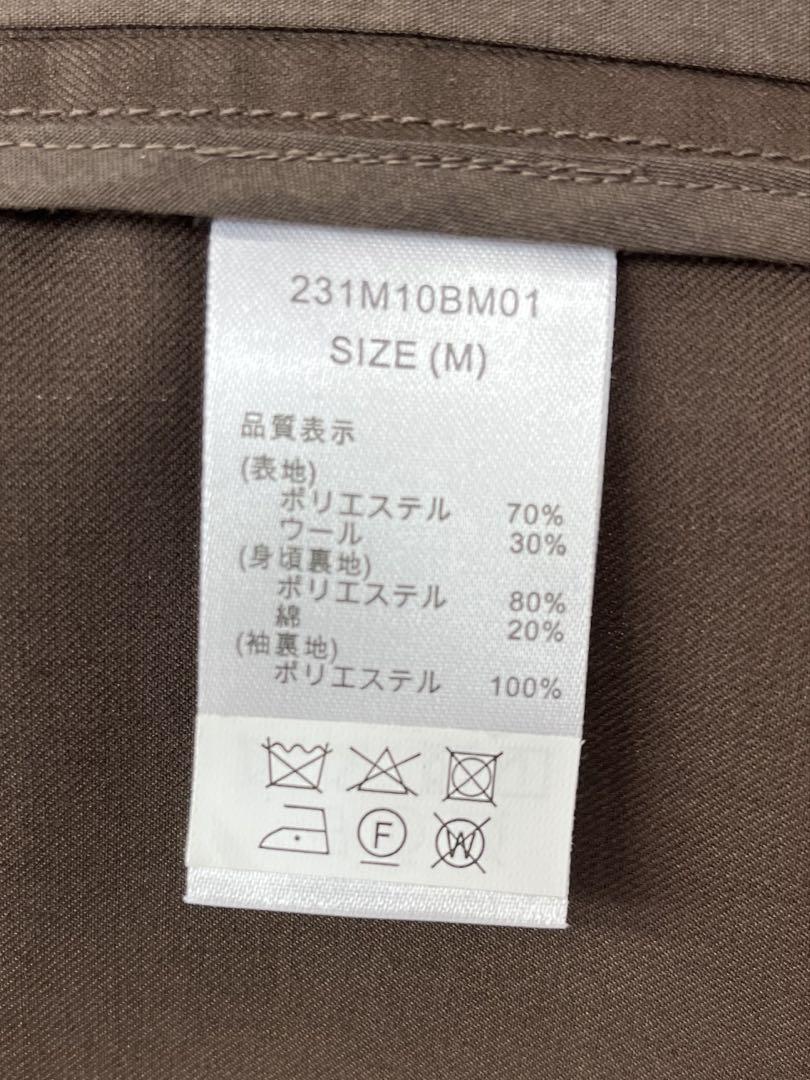 231M10BM01
SIZE (M)
品質表示
(表地)
ポリエステル 70%
ウール 30%
(身頃裏地)
ポリエステル 80%
綿 20%
(袖裏地)
ポリエステル 100%
F
W